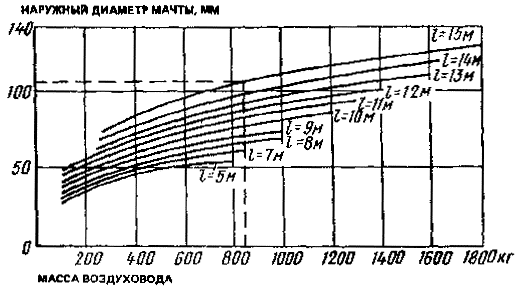 НАРУЖНЫЙ ДИАМЕТР МАЧТЫ, ММ
140
l=15м
l=14м
l=13м
100
l=12м
l=11м
l=10м
l=9м
l=8м
50
l=7м
l=5м
0
200 400 600 800 1000 1200 1400 1600 1800кг
МАССА ВОЗДУХОВОДА